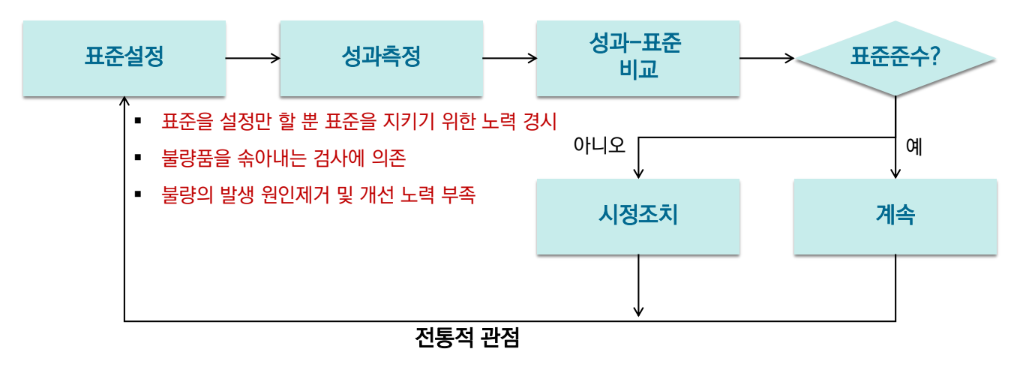 표준설정
성과측정
성과-표준
비교
표준준수?
▪ 표준을 설정만 할 뿐 표준을 지키기 위한 노력 경시
▪ 불량품을 솎아내는 검사에 의존
▪ 불량의 발생 원인제거 및 개선 노력 부족
아니오
예
시정조치
계속
전통적 관점